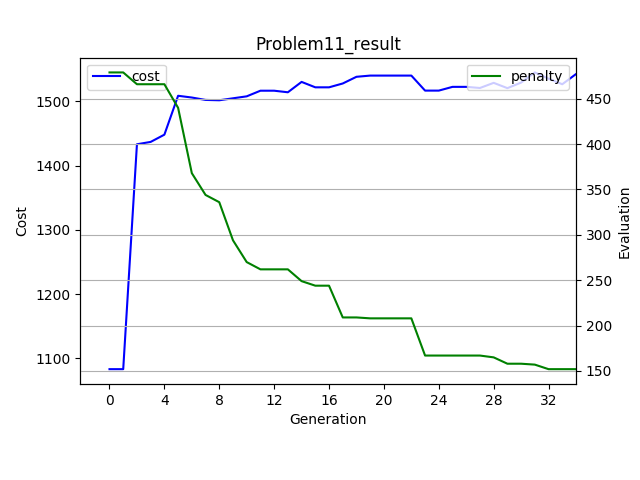 Problem11_result
cost
penalty
1500
1400
1300
1200
1100
Cost
450
400
350
300
250
200
150
Evaluation
0 4 8 12 16 20 24 28 32
Generation